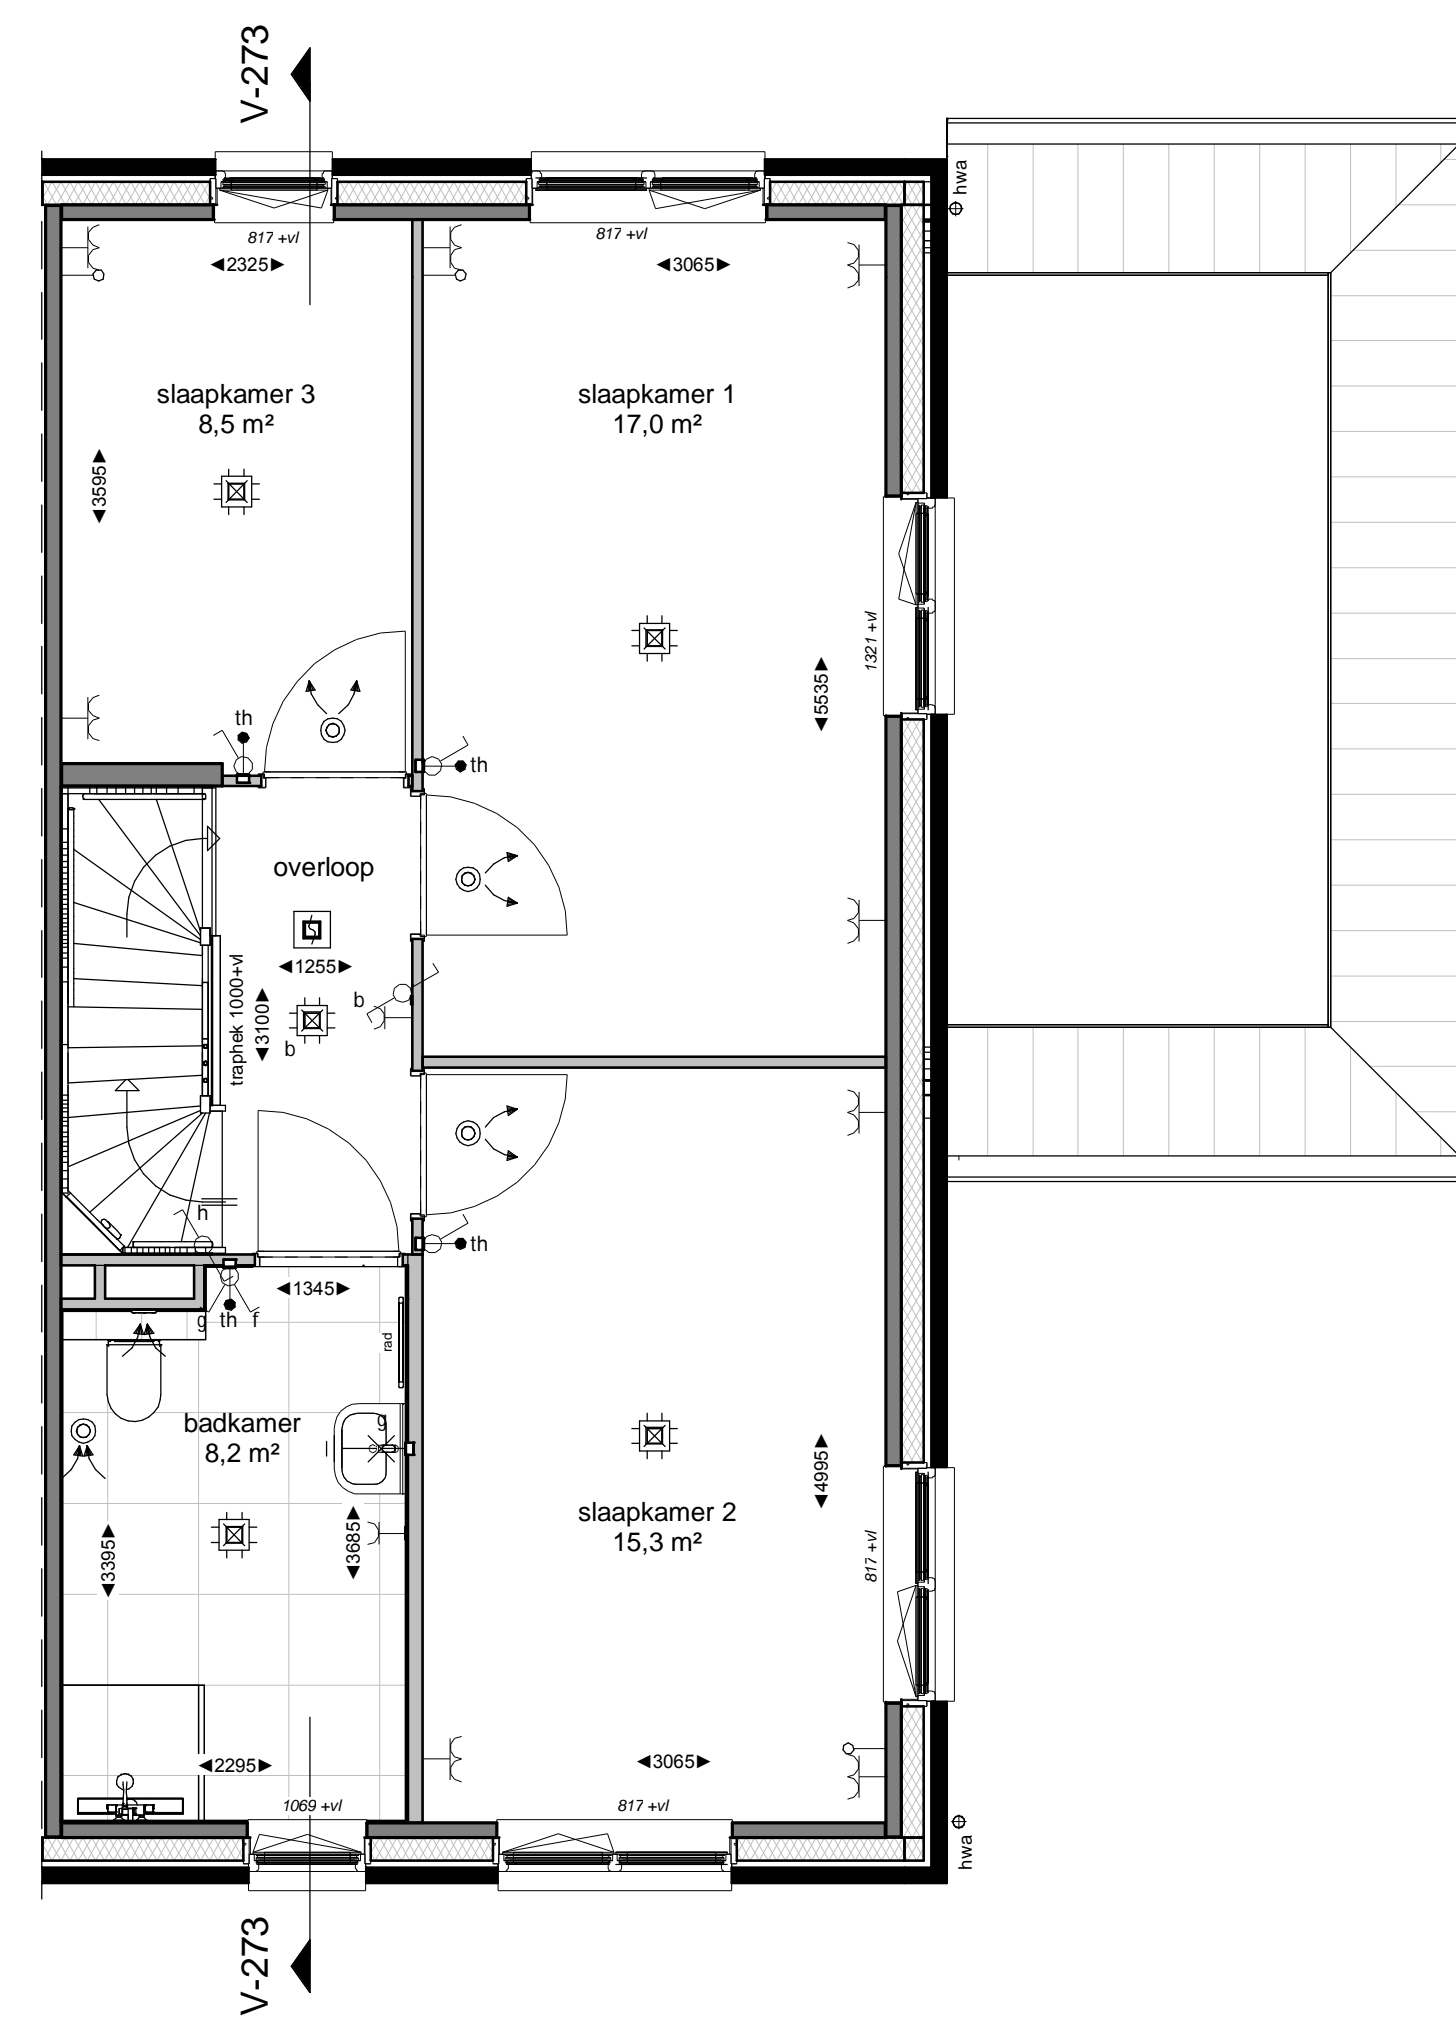 V-273
hwa
817 +vl
817 +vl
2325
3065
slaapkamer 3
8,5 m²
slaapkamer 1
17,0 m²
3595
1321 +vl
5535
th
th
overloop
1255
traphek 1000+vl
3100
b
b
h
th
1345
g th f
rad
badkamer
8,2 m²
g
4995
slaapkamer 2
15,3 m²
817 +vl
3395
3685
2295
3065
1069 +vl
817 +vl
hwa
V-273